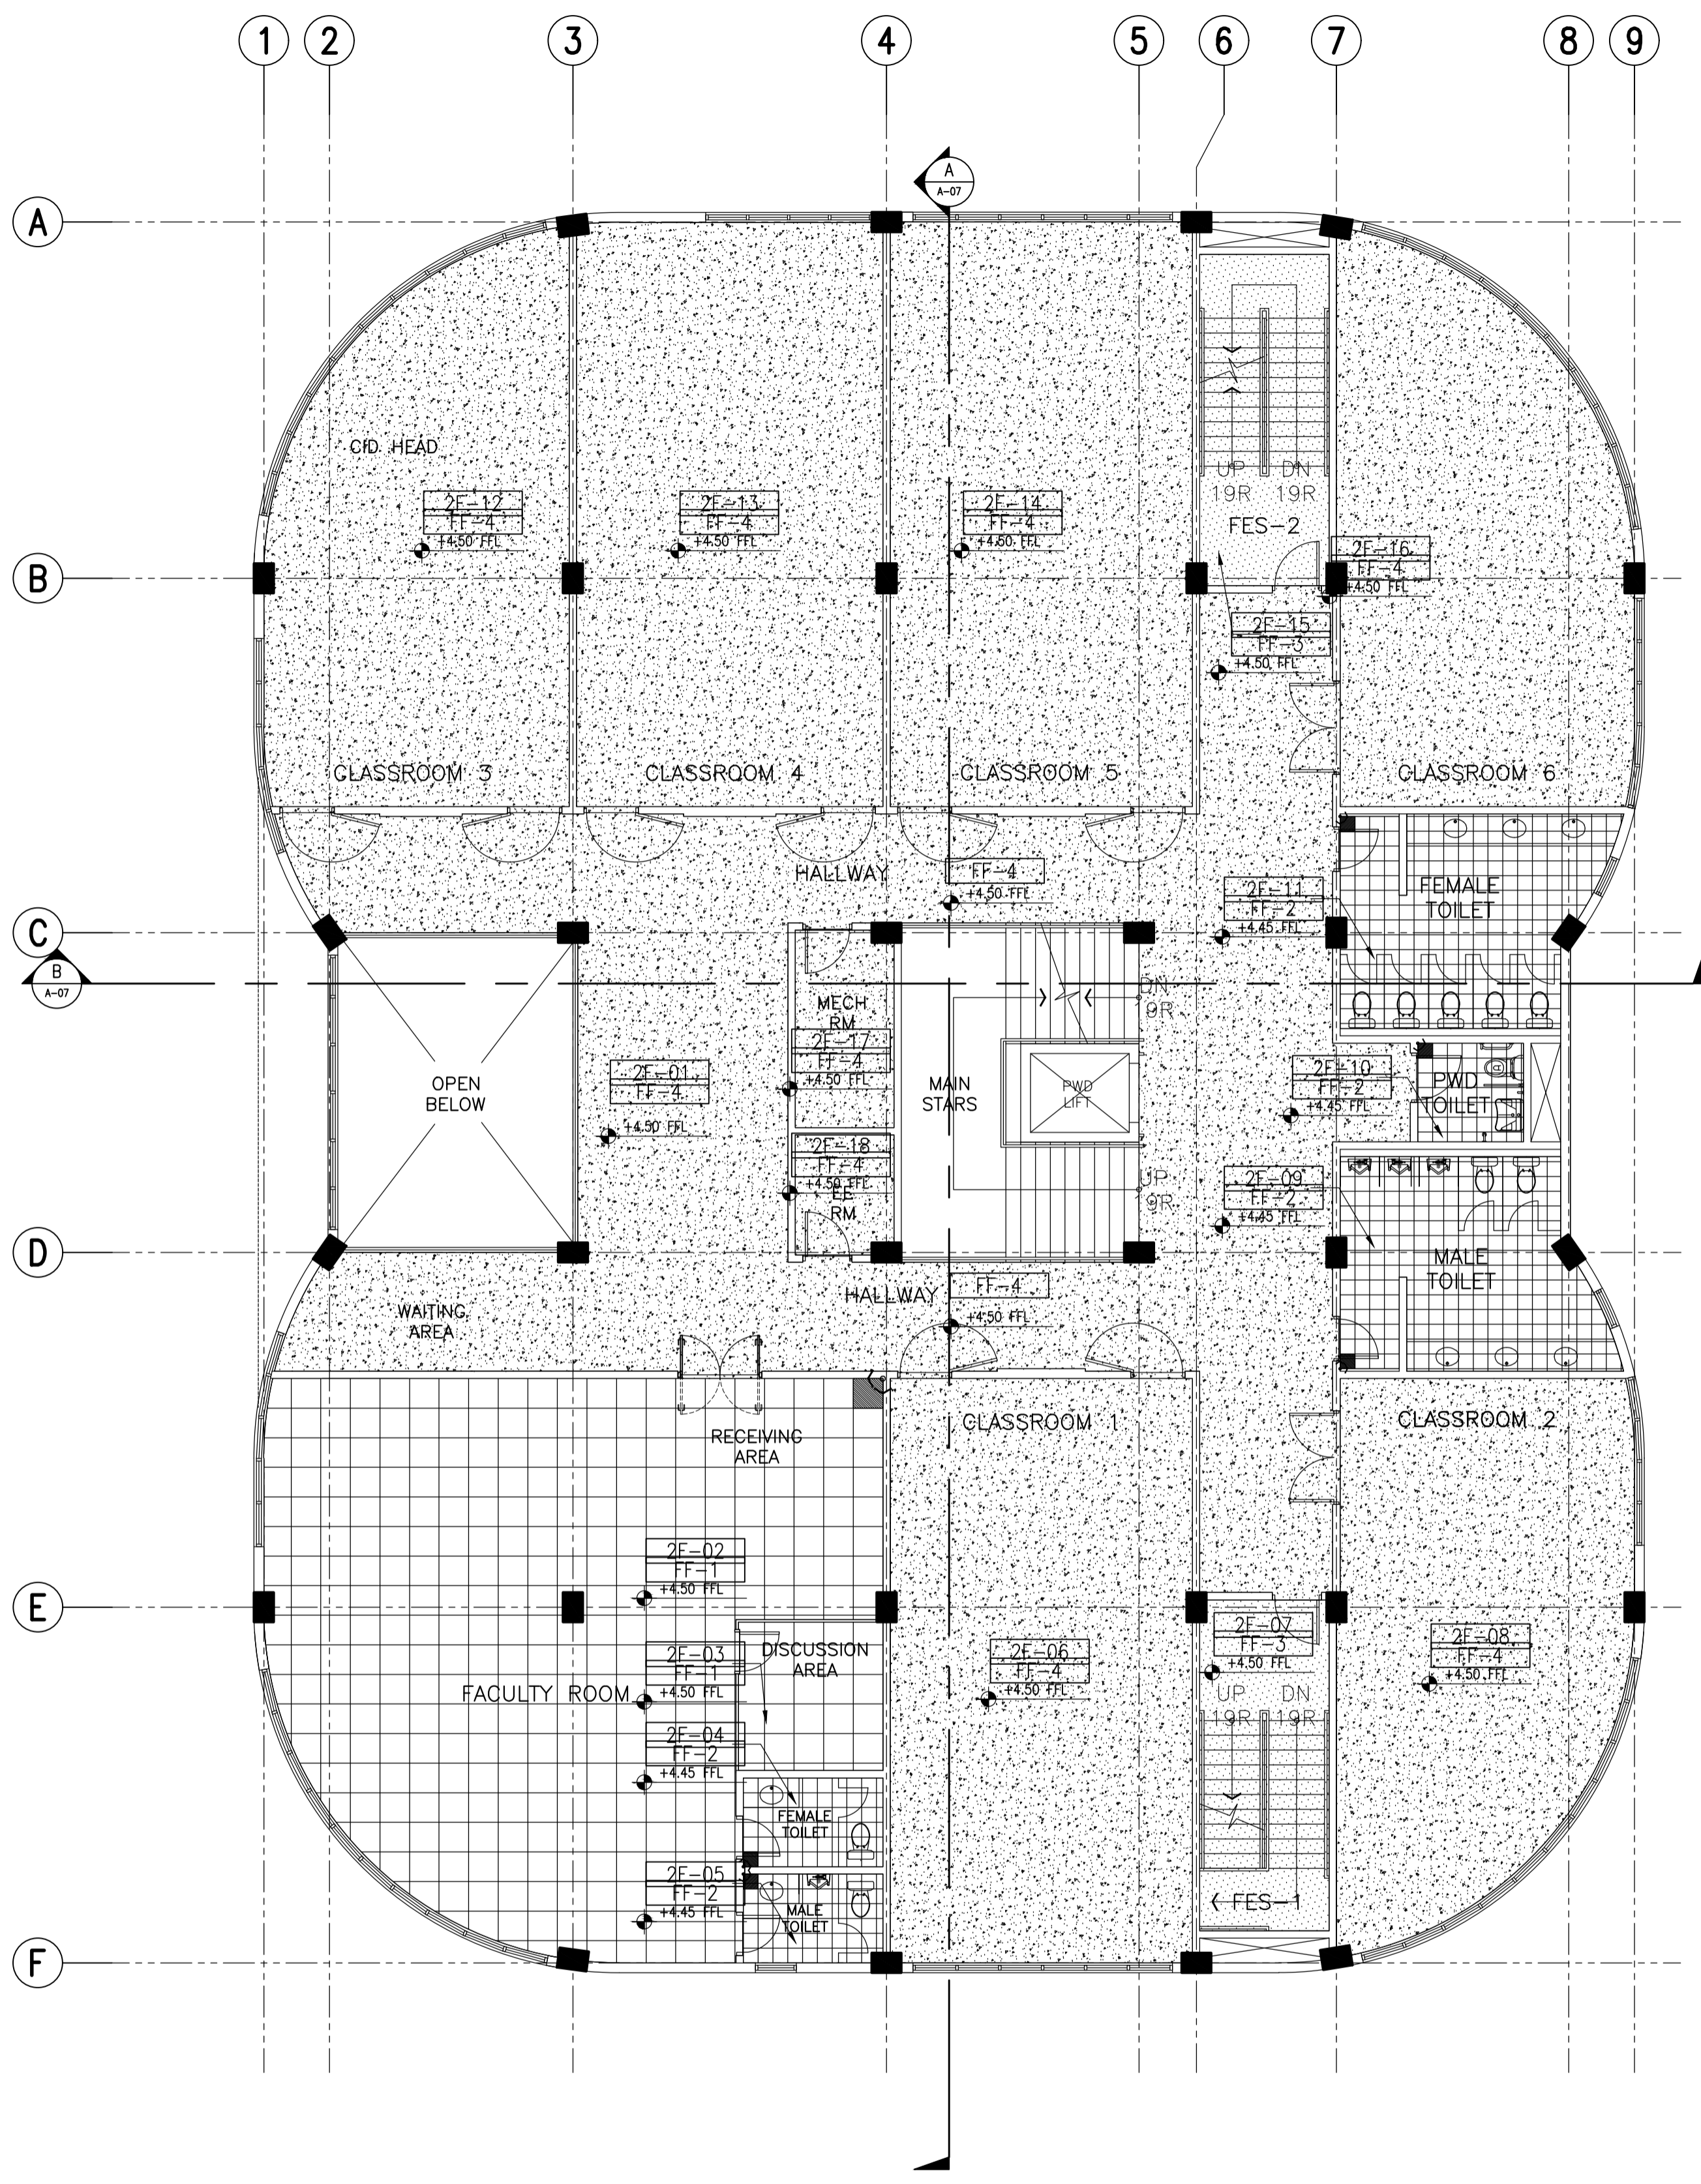 1
2
3
4
5
6
7
8
9
A
A-07
A
CID HEAD
2F-12
FF-4
+4.50 FFL
2F-13
FF-4
+4.50 FFL
2F-14
FF-4
+4.50 FFL
UP
19R
DN
19R
FES-2
2F-16
FF-4
+4.50 FFL
B
2F-15
FF-3
+4.50 FFL
CLASSROOM 3
CLASSROOM 4
CLASSROOM 5
CLASSROOM 6
HALLWAY
FF-4
+4.50 FFL
2F-11
FF-2
+4.45 FFL
FEMALE
TOILET
C
B
A-07
MECH
RM
2F-17
FF-4
+4.50 FFL
DN
9R
OPEN
BELOW
2F-01
FF-4
+4.50 FFL
MAIN
STARS
PWD
LIFT
2F-10
FF-2
+4.45 FFL
PWD
TOILET
2F-18
FF-4
+4.50 FFL
EE
RM
UP
9R
2F-09
FF-2
+4.45 FFL
D
MALE
TOILET
WAITING
AREA
HALLWAY
FF-4
+4.50 FFL
RECEIVING
AREA
CLASSROOM 1
CLASSROOM 2
2F-02
FF-1
+4.50 FFL
E
2F-03
FF-1
+4.50 FFL
DISCUSSION
AREA
FACULTY ROOM
2F-06
FF-4
+4.50 FFL
2F-07
FF-3
+4.50 FFL
2F-08
FF-4
+4.50 FFL
UP
19R
DN
19R
2F-04
FF-2
+4.45 FFL
FEMALE
TOILET
2F-05
FF-2
+4.45 FFL
MALE
TOILET
FES-1
F